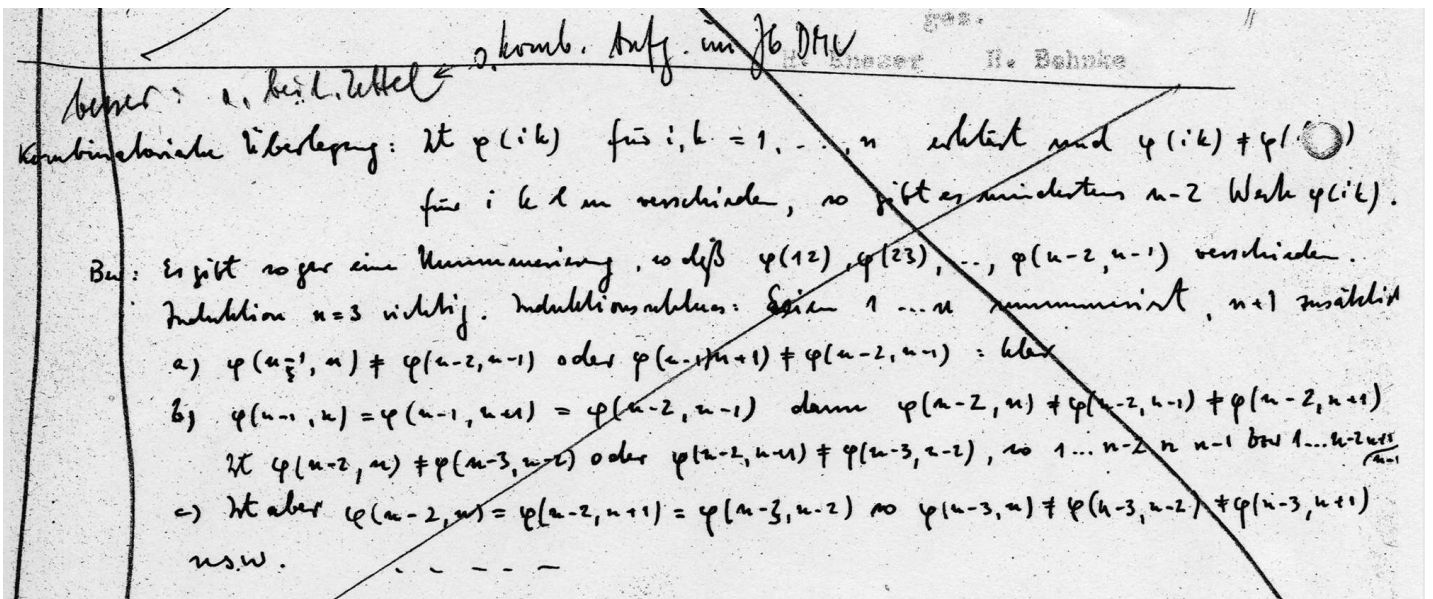 gez.
s. komb. Aufg. im Jb DMV
H. Kneser H. Behnke
besser: s. beil. Zettel ←
Kombinatorische Überlegung: Ist φ(ik) für i,k = 1, ..., n erklärt und φ(ik) ≠ φ( )
für i k l m verschieden, so gibt es mindestens n-2 Werte φ(ik).
Bew: Es gibt sogar eine Nummerierung, so daß φ(12), φ(23), .., φ(n-2, n-1) verschieden.
Induktion n=3 richtig. Induktionsschluss: Seien 1 ... n nummeriert, n+1 zusätzlich
a) φ(n-1, n) ≠ φ(n-2, n-1) oder φ(n-1, n+1) ≠ φ(n-2, n-1) : klar
b) φ(n-1, n) = φ(n-1, n+1) = φ(n-2, n-1) dann φ(n-2, n) ≠ φ(n-2, n-1) ≠ φ(n-2, n+1)
Ist φ(n-2, n) ≠ φ(n-3, n-2) oder φ(n-2, n+1) ≠ φ(n-3, n-2), so 1 ... n-2 n n-1 bzw 1 ... n-2 n+1 n-1
c) Ist aber φ(n-2, n) = φ(n-2, n+1) = φ(n-3, n-2) so φ(n-3, n) ≠ φ(n-3, n-2) ≠ φ(n-3, n+1)
usw. . . - - -